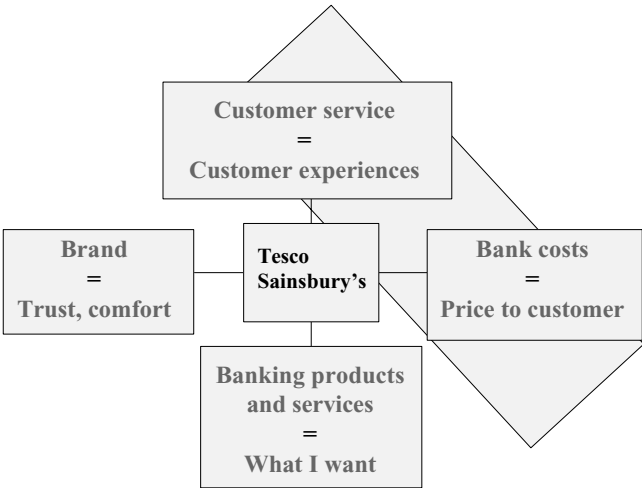 Customer service
=
Customer experiences
Brand
=
Trust, comfort
Tesco
Sainsbury’s
Bank costs
=
Price to customer
Banking products
and services
=
What I want